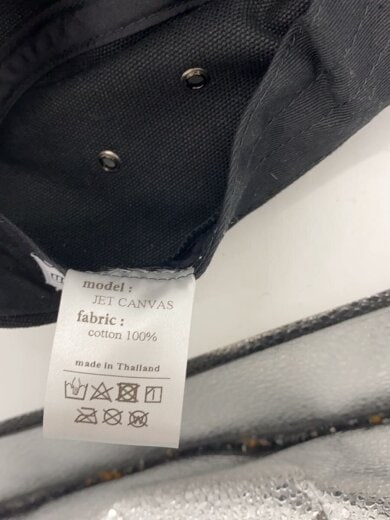 model :
JET CANVAS
fabric :
cotton 100%
made in Thailand